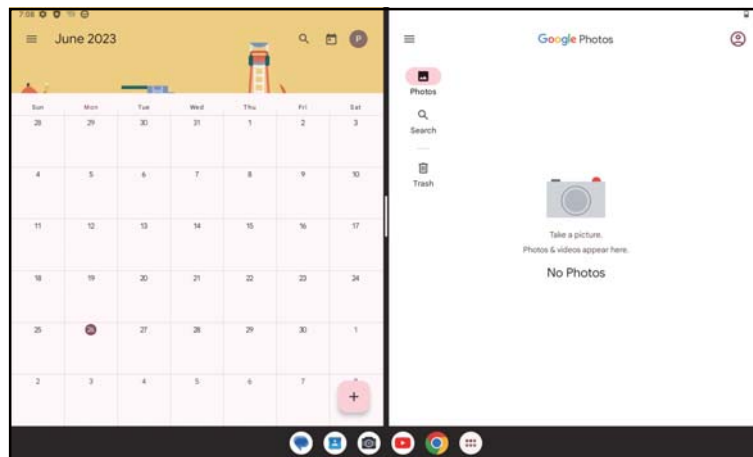 7:08
June 2023
P
Sun Mon Tue Wed Thu Fri Sat
28 29 30 31 1 2 3
4 5 6 7 8 9 10
11 12 13 14 15 16 17
18 19 20 21 22 23 24
25 26 27 28 29 30 1
2 3 4 5 6 7
+
Google Photos
Photos
Search
Trash
Take a picture.
Photos & videos appear here.
No Photos